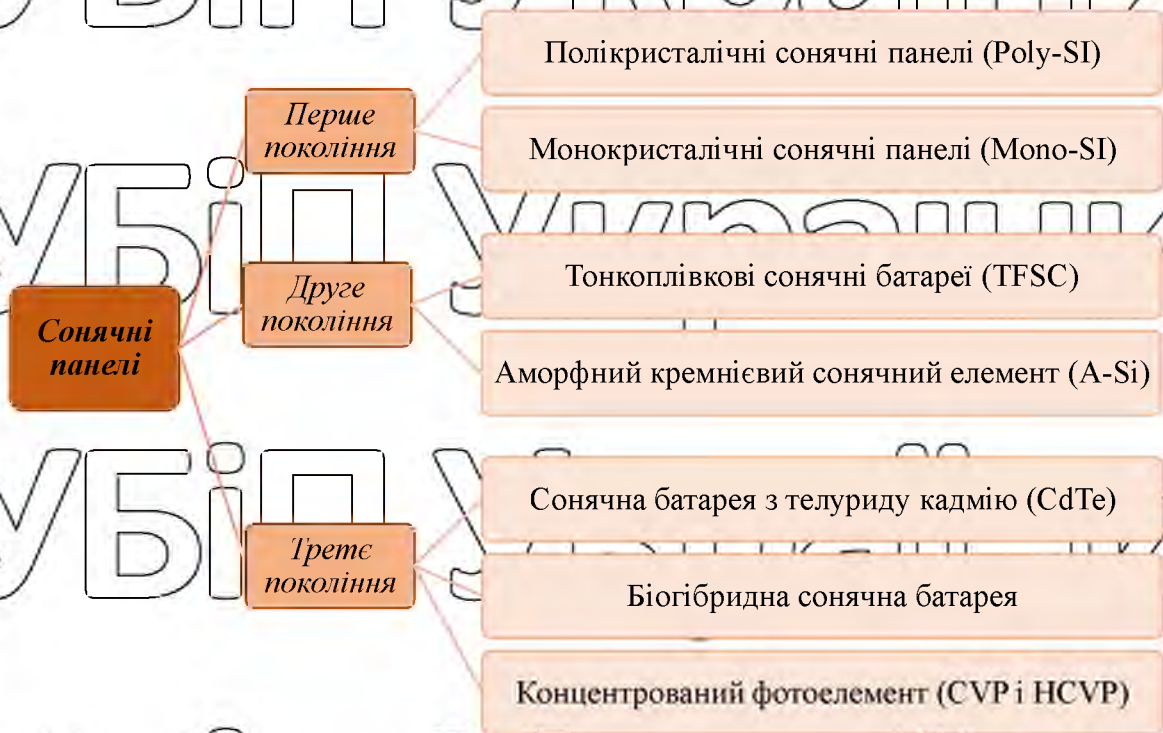 Сонячні
панелі
Перше
покоління
Полікристалічні сонячні панелі (Poly-SI)
Монокристалічні сонячні панелі (Mono-SI)
Друге
покоління
Тонкоплівкові сонячні батареї (TFSC)
Аморфний кремнієвий сонячний елемент (A-Si)
Третє
покоління
Сонячна батарея з телуриду кадмію (CdTe)
Біогібридна сонячна батарея
Концентрований фотоелемент (CVP і HCVP)